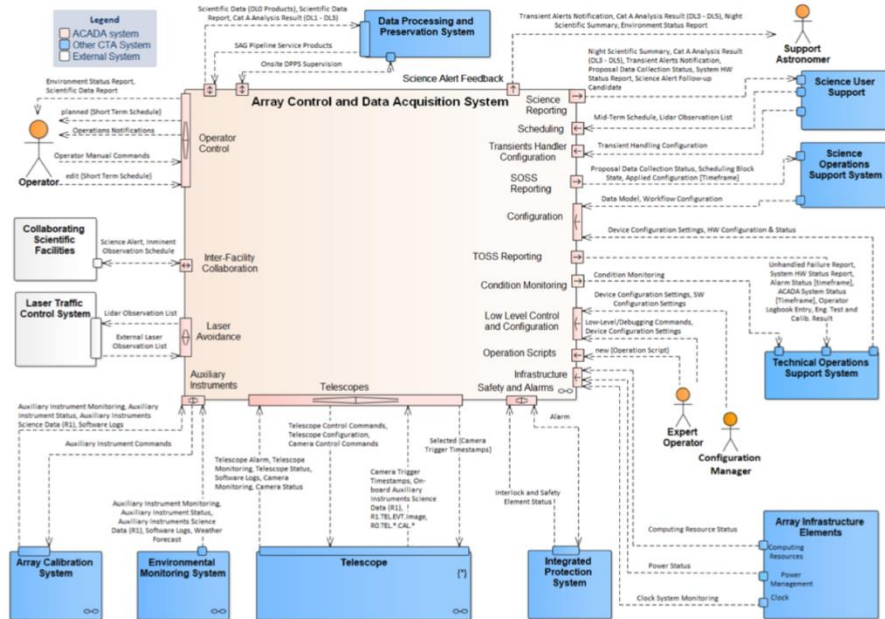 Legend
ACADA system
Other CTA System
External System
Scientific Data (DL0 Products), Scientific
Data Report, Cat A Analysis Result (DL1 - DL3)
SAG Pipeline Service Products
Onsite DPPS Supervision
Data Processing and
Preservation System
Transient Alerts Notification, Cat A Analysis Result (DL3 - DL5), Night
Scientific Summary, Environment Status Report
Support
Astronomer
Science Alert Feedback
Array Control and Data Acquisition System
Environment Status Report,
Scientific Data Report
planned [Short Term Schedule]
Operations Notifications
Operator Manual Commands
edit [Short Term Schedule]
Operator
Operator
Control
Night Scientific Summary, Cat A Analysis Result
(DL3 - DL5), Transient Alerts Notification,
Proposal Data Collection Status, System HW
Status Report, Science Alert Follow-up
Candidate
Science
Reporting
Science User
Support
Mid-Term Schedule, Lidar Observation List
Scheduling
Transient Handling Configuration
Transients Handler
Configuration
Proposal Data Collection Status, Scheduling Block
State, Applied Configuration [Timeframe]
SOSS
Reporting
Science Operations
Support System
Data Model, Workflow Configuration
Configuration
Device Configuration Settings, HW Configuration & Status
TOSS Reporting
Unhandled Failure Report,
System HW Status Report,
Alarm Status [Timeframe],
ACADA System Status
[Timeframe], Operator
Logbook Entry, Eng. Test and
Calib. Result
Condition Monitoring
Condition Monitoring
Device Configuration Settings, SW
Configuration Settings
Low Level Control
and Configuration
Low-Level/Debugging Commands,
Device Configuration Settings
Operation Scripts
new [Operation Script]
Technical Operations
Support System
Infrastructure
Safety and Alarms
Collaborating
Scientific
Facilities
Science Alert, Imminent
Observation Schedule
Inter-Facility
Collaboration
Laser Traffic
Control System
Lidar Observation List
External Laser
Observation List
Laser
Avoidance
Auxiliary
Instruments
Telescopes
Auxiliary Instrument Monitoring, Auxiliary
Instrument Status, Auxiliary Instruments
Science Data (R1), Software Logs
Auxiliary Instrument Commands
Auxiliary Instrument Monitoring,
Auxiliary Instrument Status,
Auxiliary Instruments Science
Data (R1), Software Logs, Weather
Forecast
Telescope Alarm, Telescope
Monitoring, Telescope Status,
Software Logs, Camera
Monitoring, Camera Status
Telescope Control Commands,
Telescope Configuration,
Camera Control Commands
Camera Trigger
Timestamps, On-
board Auxiliary
Instruments Science
Data (R1),
R1.TEL.EVT.Image,
R0.TEL.*.CAL.*
Selected [Camera
Trigger Timestamps]
Alarm
Interlock and Safety
Element Status
Expert
Operator
Configuration
Manager
Computing Resource Status
Power Status
Clock System Monitoring
Array Infrastructure
Elements
Computing
Resources
Power
Management
Clock
Array Calibration
System
Environmental
Monitoring System
Telescope
(*)
Integrated
Protection
System